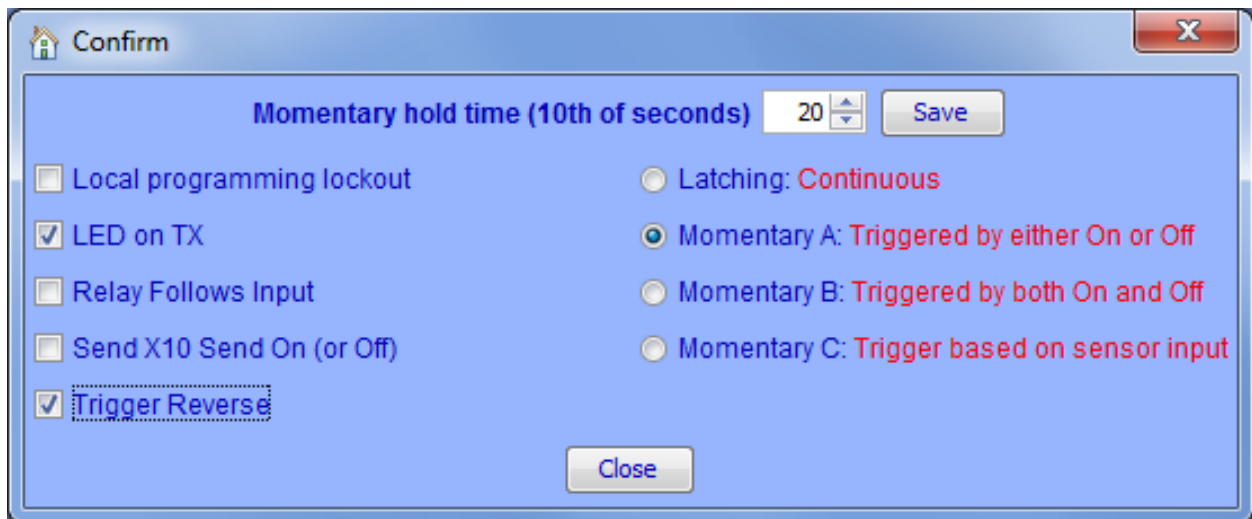 Confirm
Momentary hold time (10th of seconds) 20 Save
Local programming lockout
Latching: Continuous
LED on TX
Momentary A: Triggered by either On or Off
Relay Follows Input
Momentary B: Triggered by both On and Off
Send X10 Send On (or Off)
Momentary C: Trigger based on sensor input
Trigger Reverse
Close